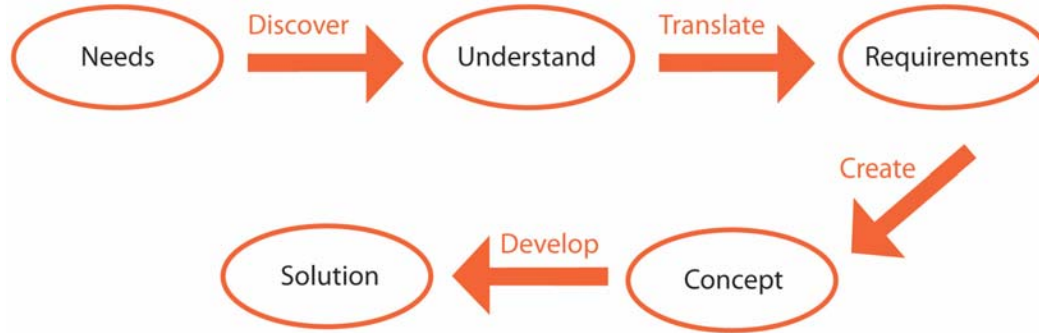 Needs
Discover
Understand
Translate
Requirements
Create
Concept
Develop
Solution